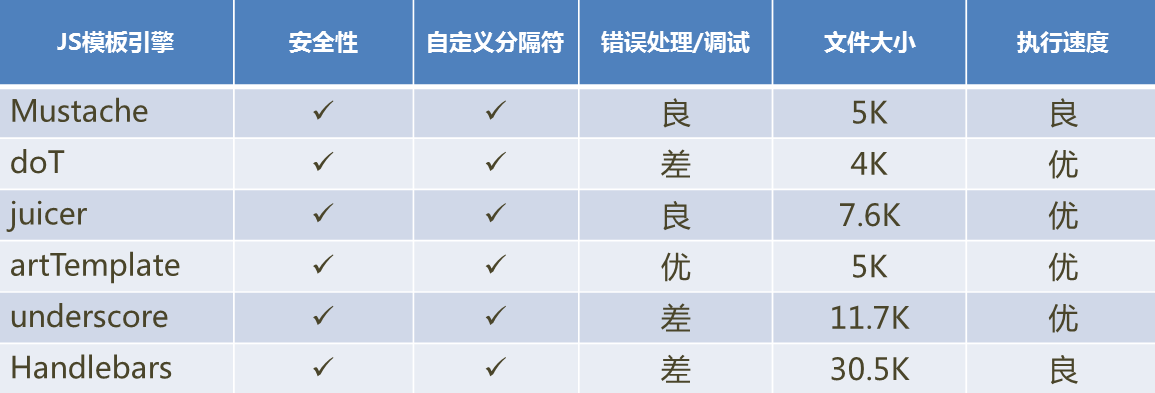 JS模板引擎 安全性 自定义分隔符 错误处理/调试 文件大小 执行速度
Mustache ✓ ✓ 良 5K 良
doT ✓ ✓ 差 4K 优
juicer ✓ ✓ 良 7.6K 优
artTemplate ✓ ✓ 优 5K 优
underscore ✓ ✓ 差 11.7K 优
Handlebars ✓ ✓ 差 30.5K 良